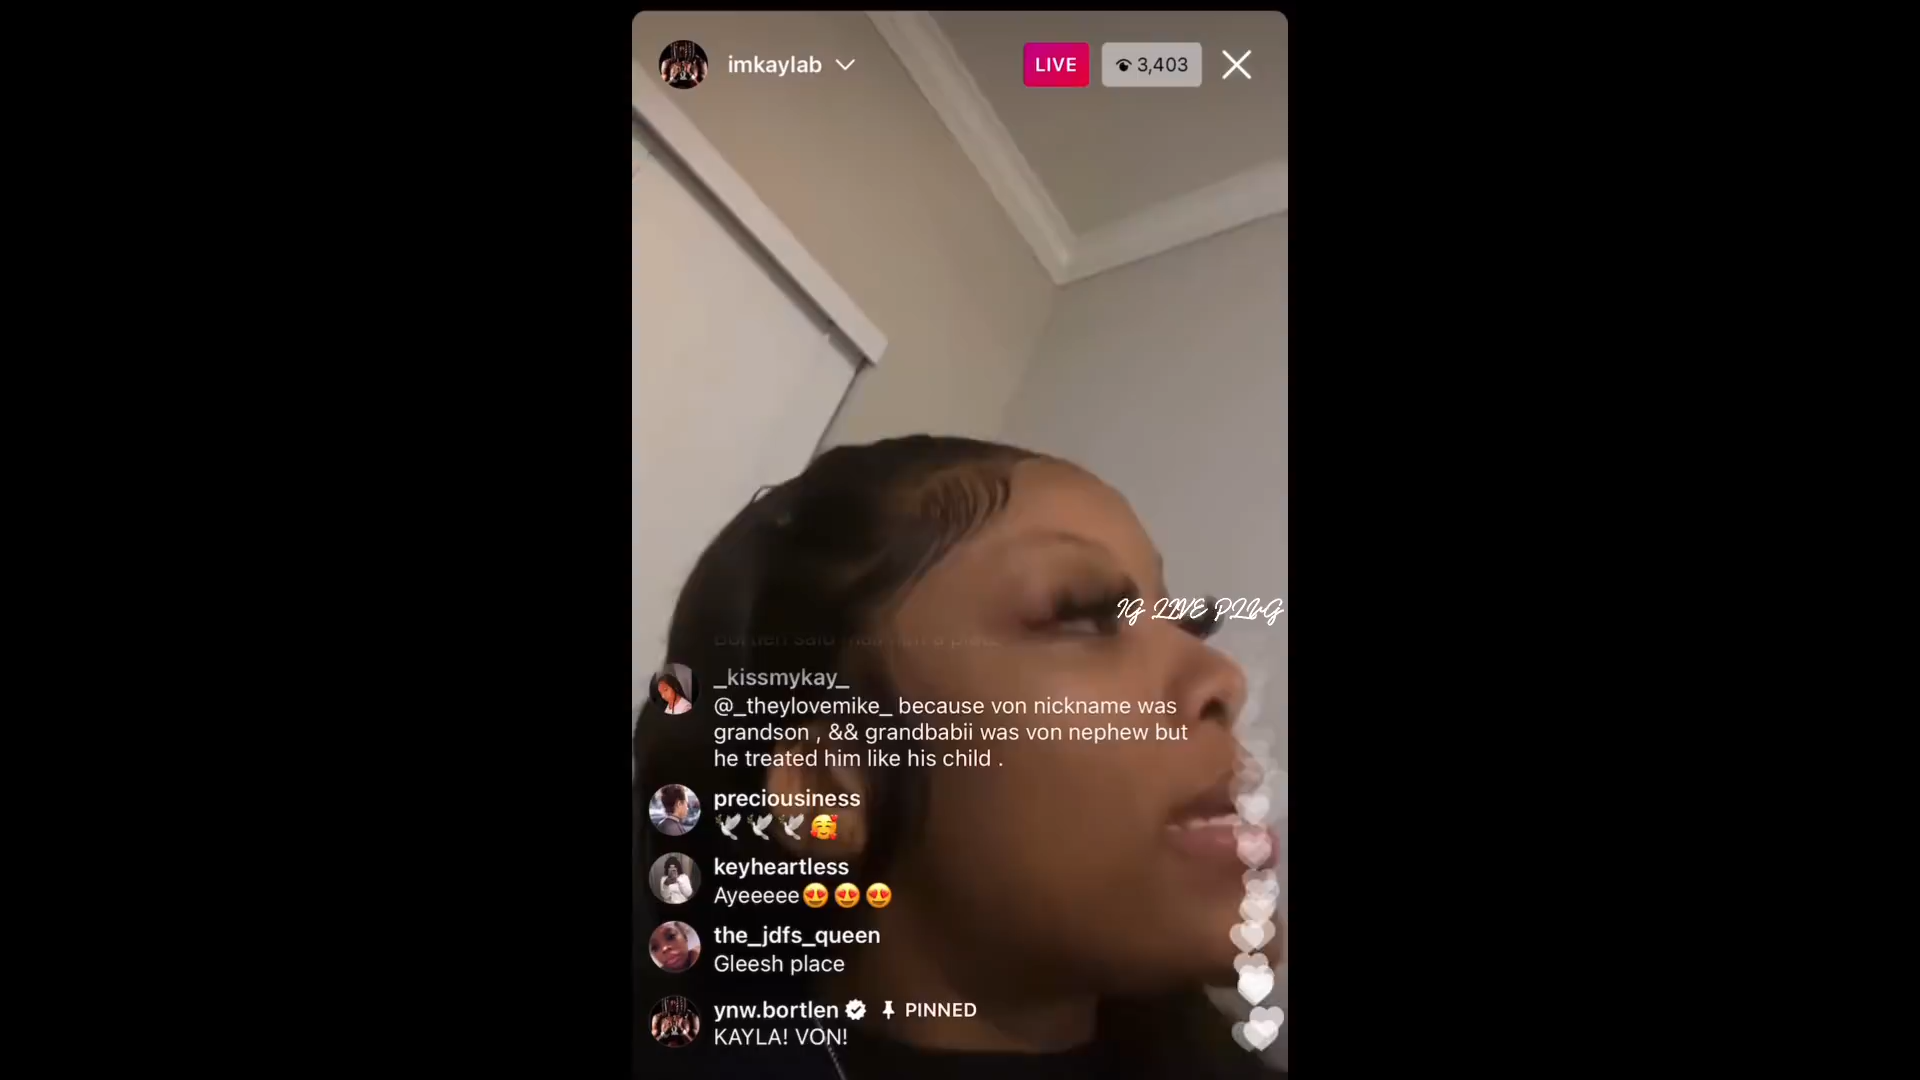 imkaylab
LIVE
3,403
IG LIVE PLUG
_kissmykay_
@_theylovemike_ because von nickname was
grandson , && grandbabii was von nephew but
he treated him like his child .
preciousiness
🕊️🕊️🕊️🥰
keyheartless
Ayeeeee😍😍😍
the_jdfs_queen
Gleesh place
ynw.bortlen PINNED
KAYLA! VON!